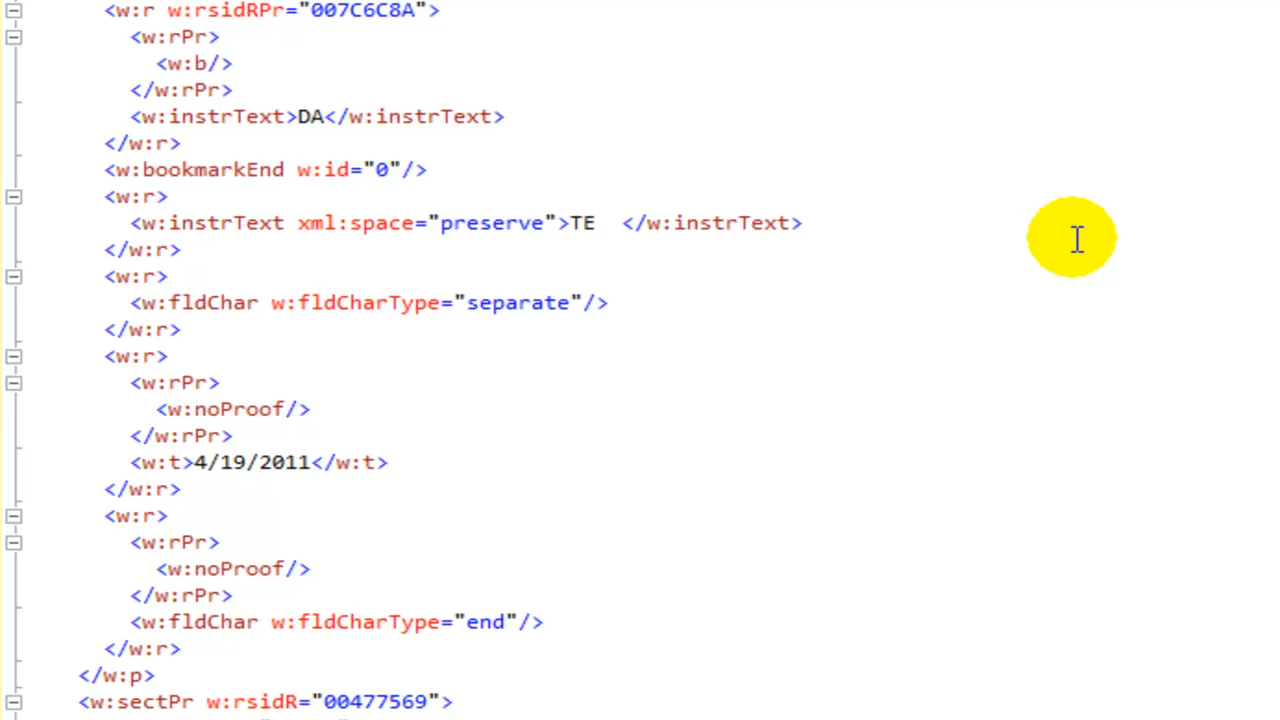 <w:r w:rsidRPr="007C6C8A">
<w:rPr>
<w:b/>
</w:rPr>
<w:instrText>DA</w:instrText>
</w:r>
<w:bookmarkEnd w:id="0"/>
<w:r>
<w:instrText xml:space="preserve">TE  </w:instrText>
</w:r>
<w:r>
<w:fldChar w:fldCharType="separate"/>
</w:r>
<w:r>
<w:rPr>
<w:noProof/>
</w:rPr>
<w:t>4/19/2011</w:t>
</w:r>
<w:r>
<w:rPr>
<w:noProof/>
</w:rPr>
<w:fldChar w:fldCharType="end"/>
</w:r>
</w:p>
<w:sectPr w:rsidR="00477569">